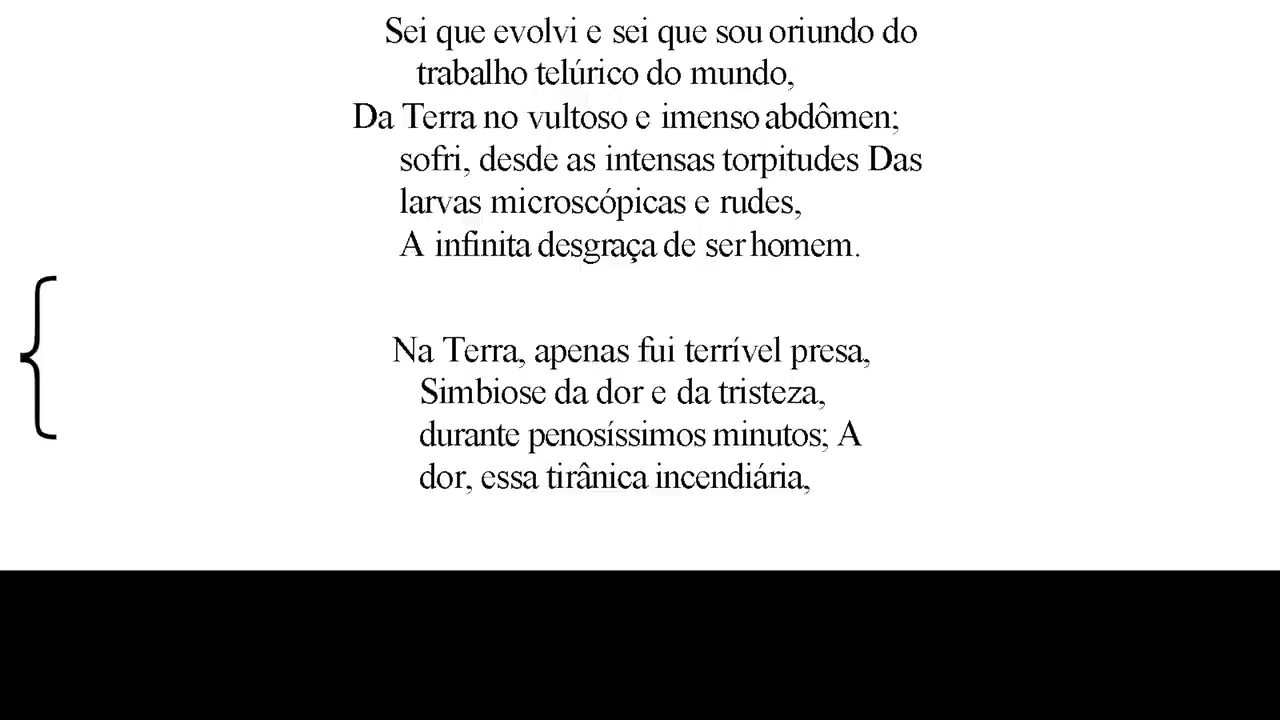 Sei que evolvi e sei que sou oriundo do
trabalho telúrico do mundo,
Da Terra no vultoso e imenso abdômen;
sofri, desde as intensas torpitudes Das
larvas microscópicas e rudes,
A infinita desgraça de ser homem.
Na Terra, apenas fui terrível presa,
Simbiose da dor e da tristeza,
durante penosíssimos minutos; A
dor, essa tirânica incendiária,